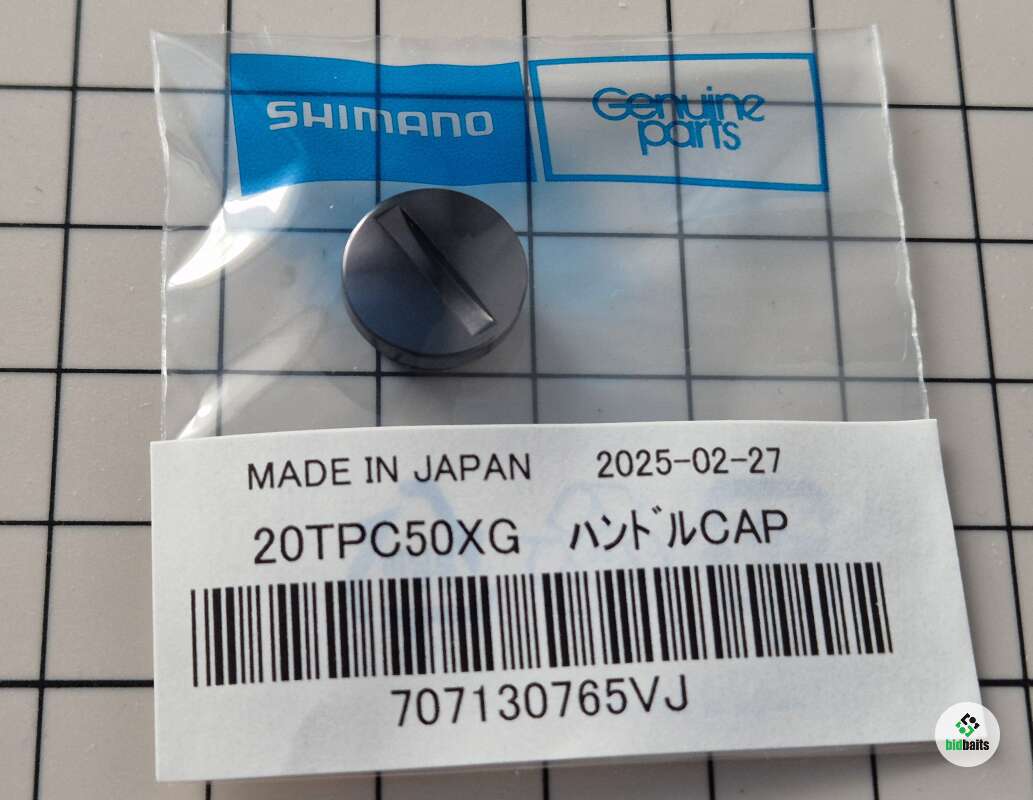 SHIMANO
Genuine
parts
MADE IN JAPAN 2025-02-27
20TPC50XG ハンドルCAP
707130765VJ
bidbaits